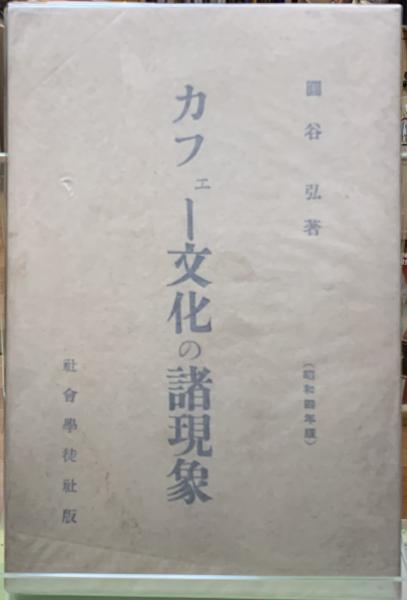 圓谷弘著
(昭和四年版)
カフェー文化の諸現象
社會學徒社版